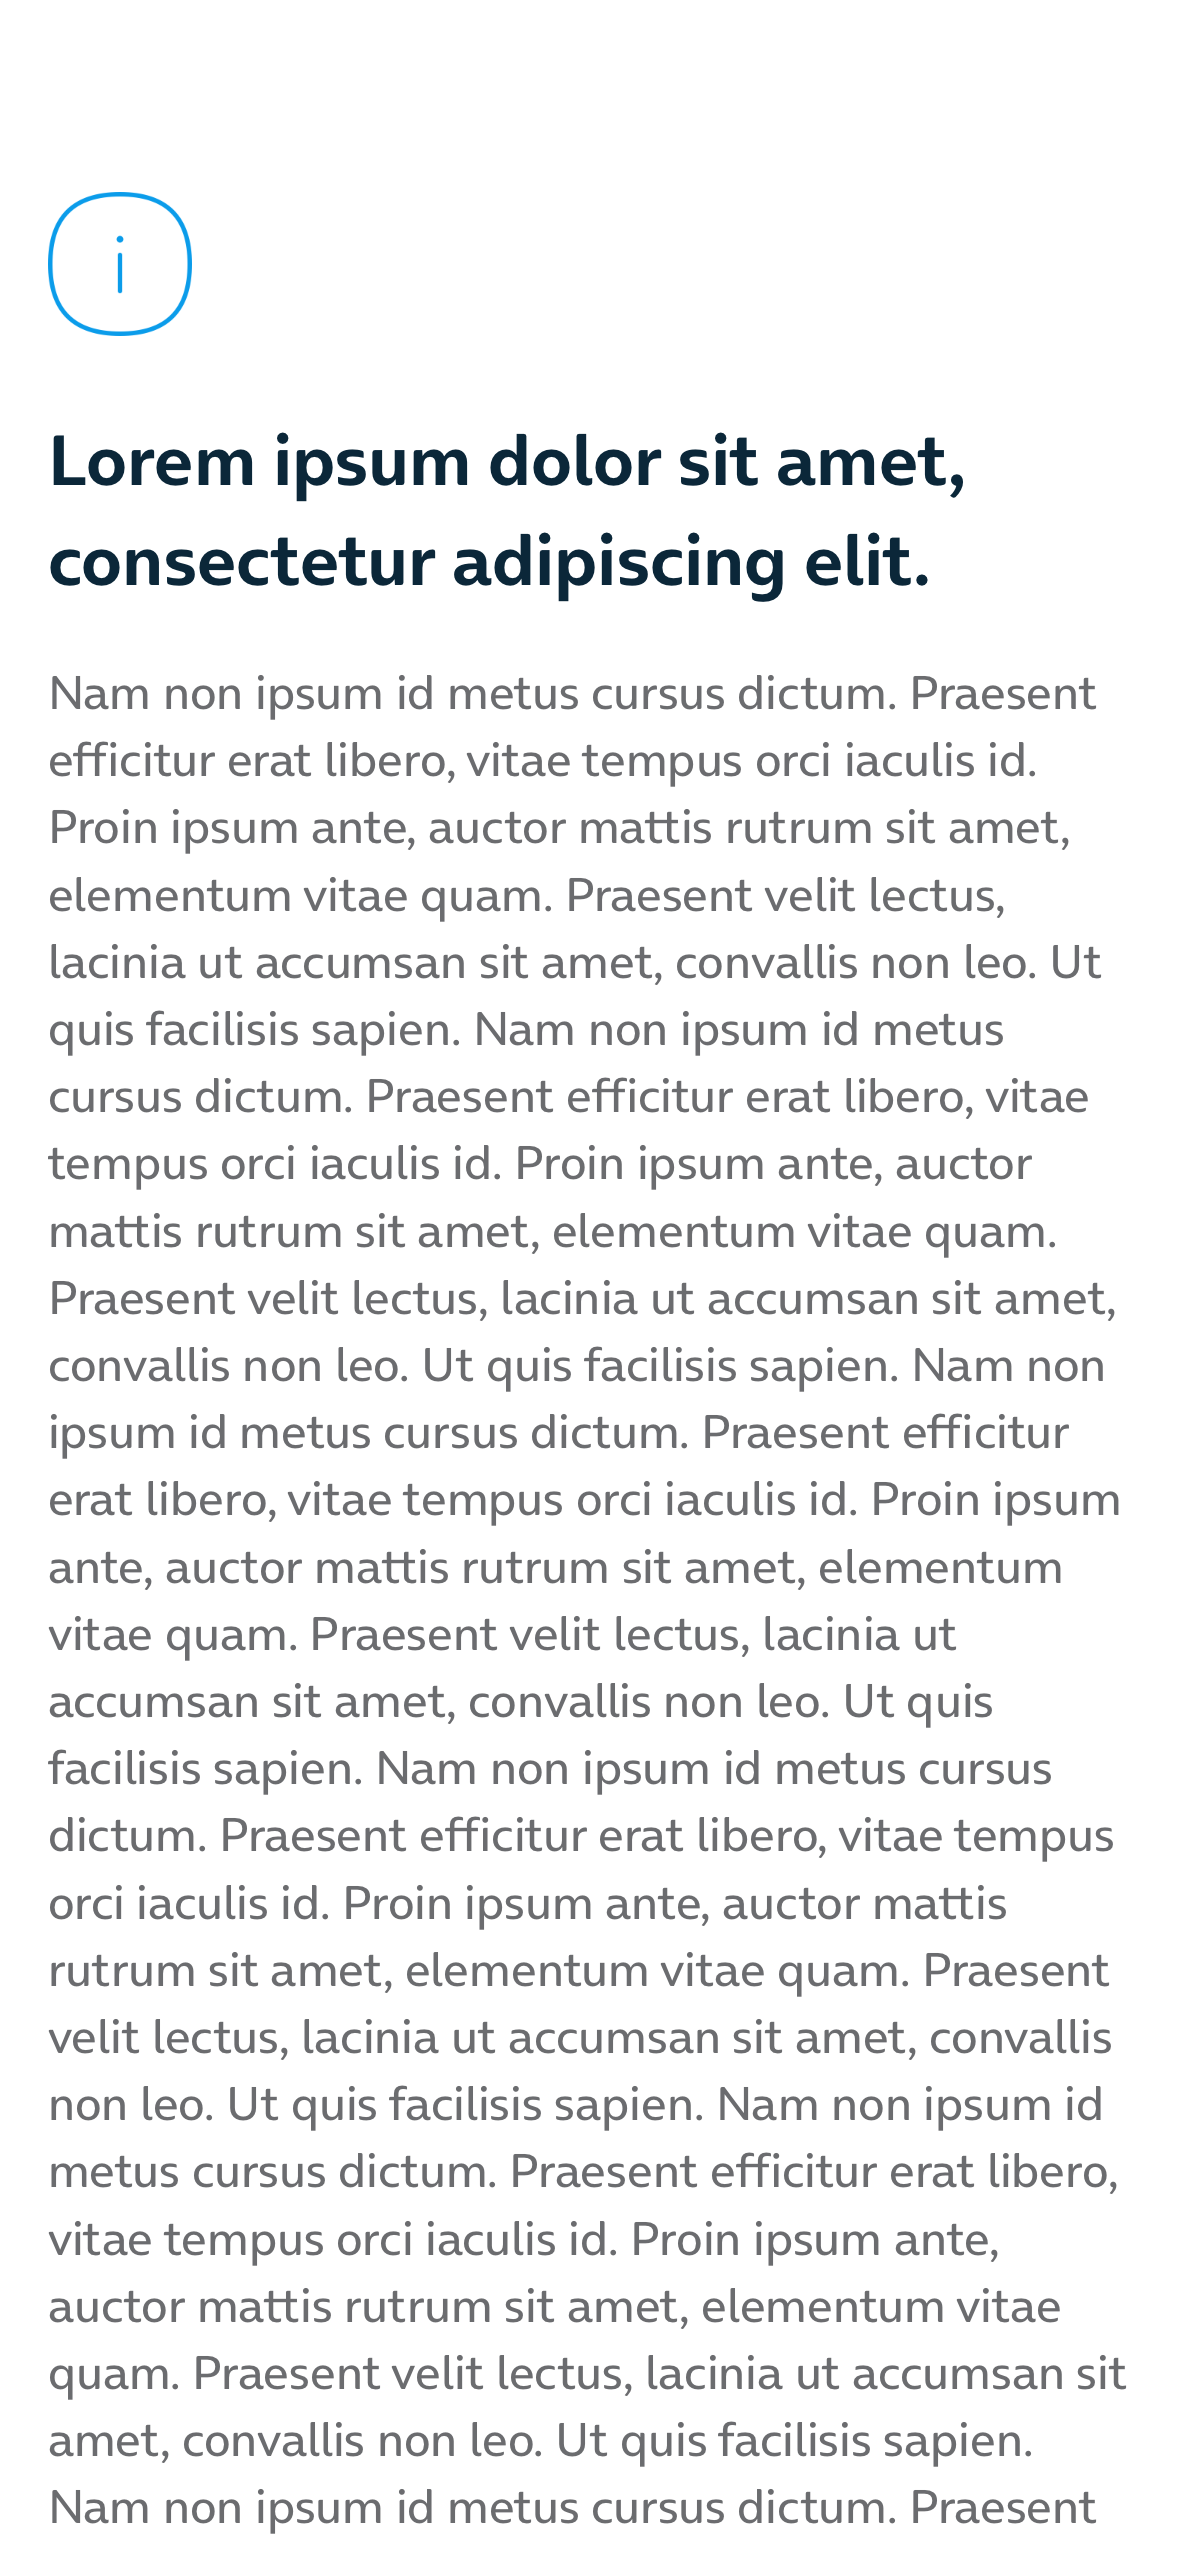 i
Lorem ipsum dolor sit amet,
consectetur adipiscing elit.
Nam non ipsum id metus cursus dictum. Praesent
efficitur erat libero, vitae tempus orci iaculis id.
Proin ipsum ante, auctor mattis rutrum sit amet,
elementum vitae quam. Praesent velit lectus,
lacinia ut accumsan sit amet, convallis non leo. Ut
quis facilisis sapien. Nam non ipsum id metus
cursus dictum. Praesent efficitur erat libero, vitae
tempus orci iaculis id. Proin ipsum ante, auctor
mattis rutrum sit amet, elementum vitae quam.
Praesent velit lectus, lacinia ut accumsan sit amet,
convallis non leo. Ut quis facilisis sapien. Nam non
ipsum id metus cursus dictum. Praesent efficitur
erat libero, vitae tempus orci iaculis id. Proin ipsum
ante, auctor mattis rutrum sit amet, elementum
vitae quam. Praesent velit lectus, lacinia ut
accumsan sit amet, convallis non leo. Ut quis
facilisis sapien. Nam non ipsum id metus cursus
dictum. Praesent efficitur erat libero, vitae tempus
orci iaculis id. Proin ipsum ante, auctor mattis
rutrum sit amet, elementum vitae quam. Praesent
velit lectus, lacinia ut accumsan sit amet, convallis
non leo. Ut quis facilisis sapien. Nam non ipsum id
metus cursus dictum. Praesent efficitur erat libero,
vitae tempus orci iaculis id. Proin ipsum ante,
auctor mattis rutrum sit amet, elementum vitae
quam. Praesent velit lectus, lacinia ut accumsan sit
amet, convallis non leo. Ut quis facilisis sapien.
Nam non ipsum id metus cursus dictum. Praesent